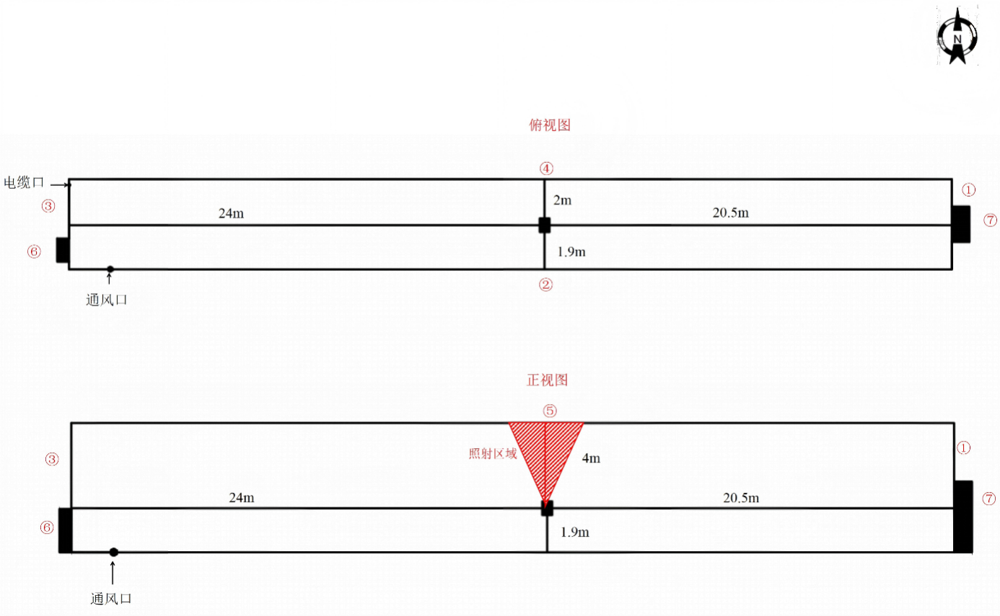 N
俯视图
④
电缆口
①
2m
③
24m
20.5m
⑦
⑥
1.9m
②
通风口
正视图
⑤
①
照射区域
4m
③
24m
20.5m
⑦
⑥
1.9m
通风口